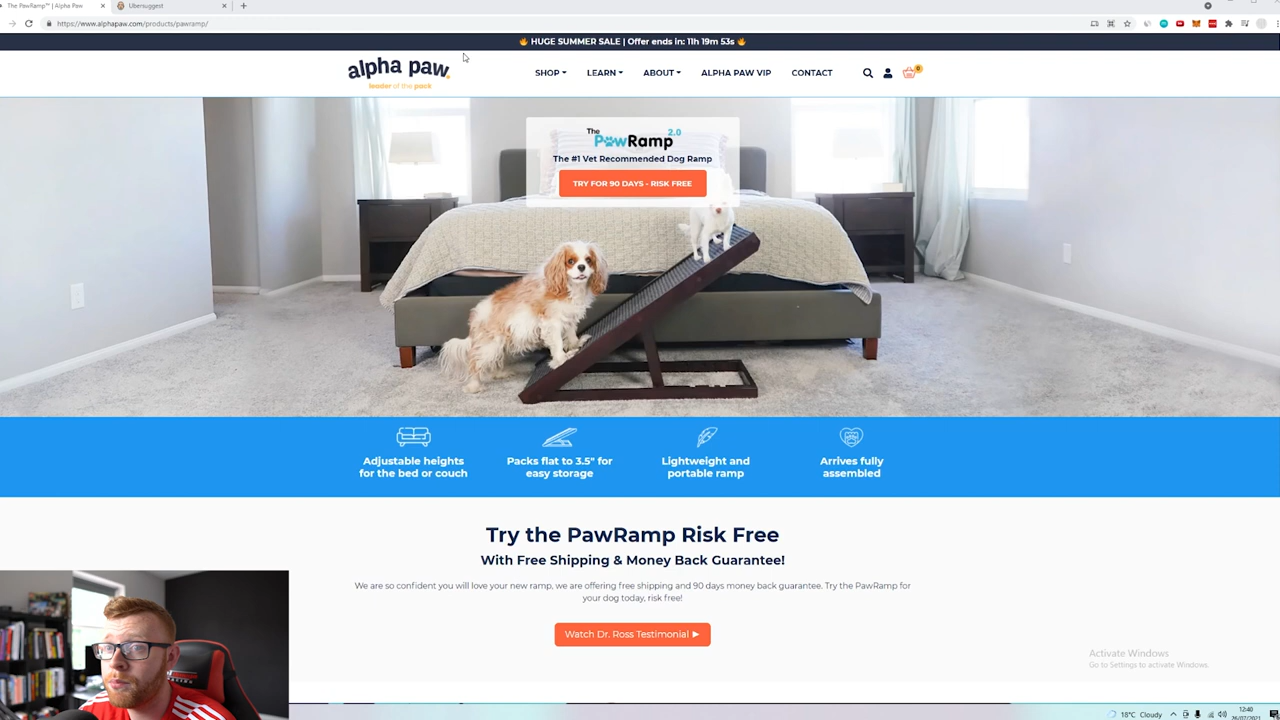 The PawRamp™ | Alpha Paw
Ubersuggest
https://www.alphapaw.com/products/pawramp/
🔥 HUGE SUMMER SALE | Offer ends in: 11h 19m 53s 🔥
alpha paw.
leader of the pack
SHOP
LEARN
ABOUT
ALPHA PAW VIP
CONTACT
0
The PawRamp 2.0
The #1 Vet Recommended Dog Ramp
TRY FOR 90 DAYS - RISK FREE
Adjustable heights
for the bed or couch
Packs flat to 3.5" for
easy storage
Lightweight and
portable ramp
Arrives fully
assembled
Try the PawRamp Risk Free
With Free Shipping & Money Back Guarantee!
We are so confident you will love your new ramp, we are offering free shipping and 90 days money back guarantee. Try the PawRamp for
your dog today, risk free!
Watch Dr. Ross Testimonial ▶
Activate Windows
Go to Settings to activate Windows.
18°C Cloudy
12:40
26/07/2021